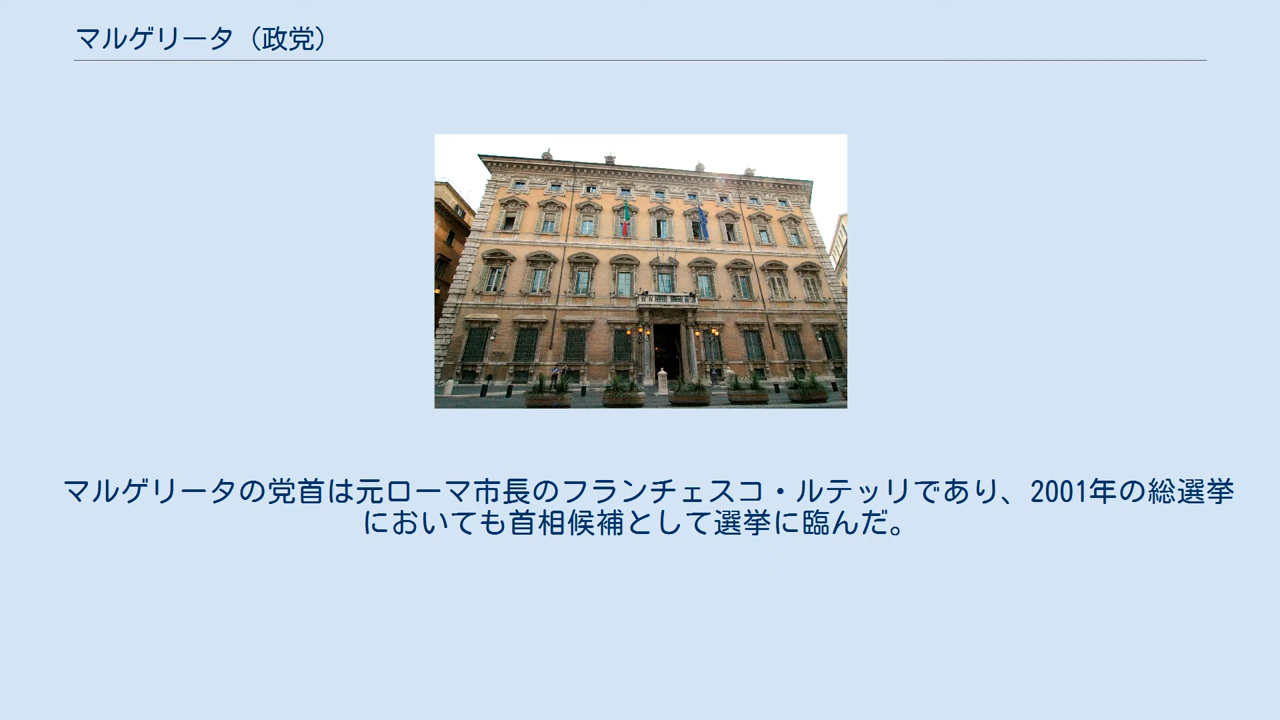 マルゲリータ（政党）
マルゲリータの党首は元ローマ市長のフランチェスコ・ルテッリであり、2001年の総選挙
においても首相候補として選挙に臨んだ。